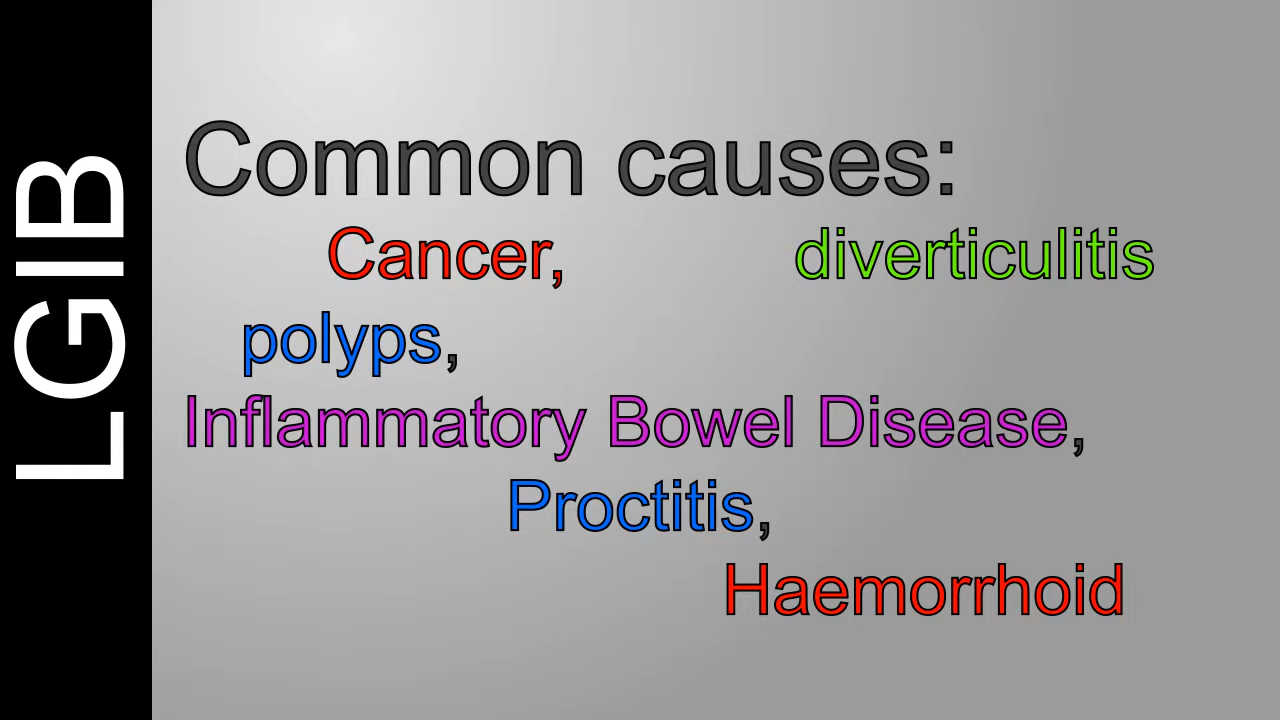 LGIB
Common causes:
Cancer, diverticulitis
polyps,
Inflammatory Bowel Disease,
Proctitis,
Haemorrhoid